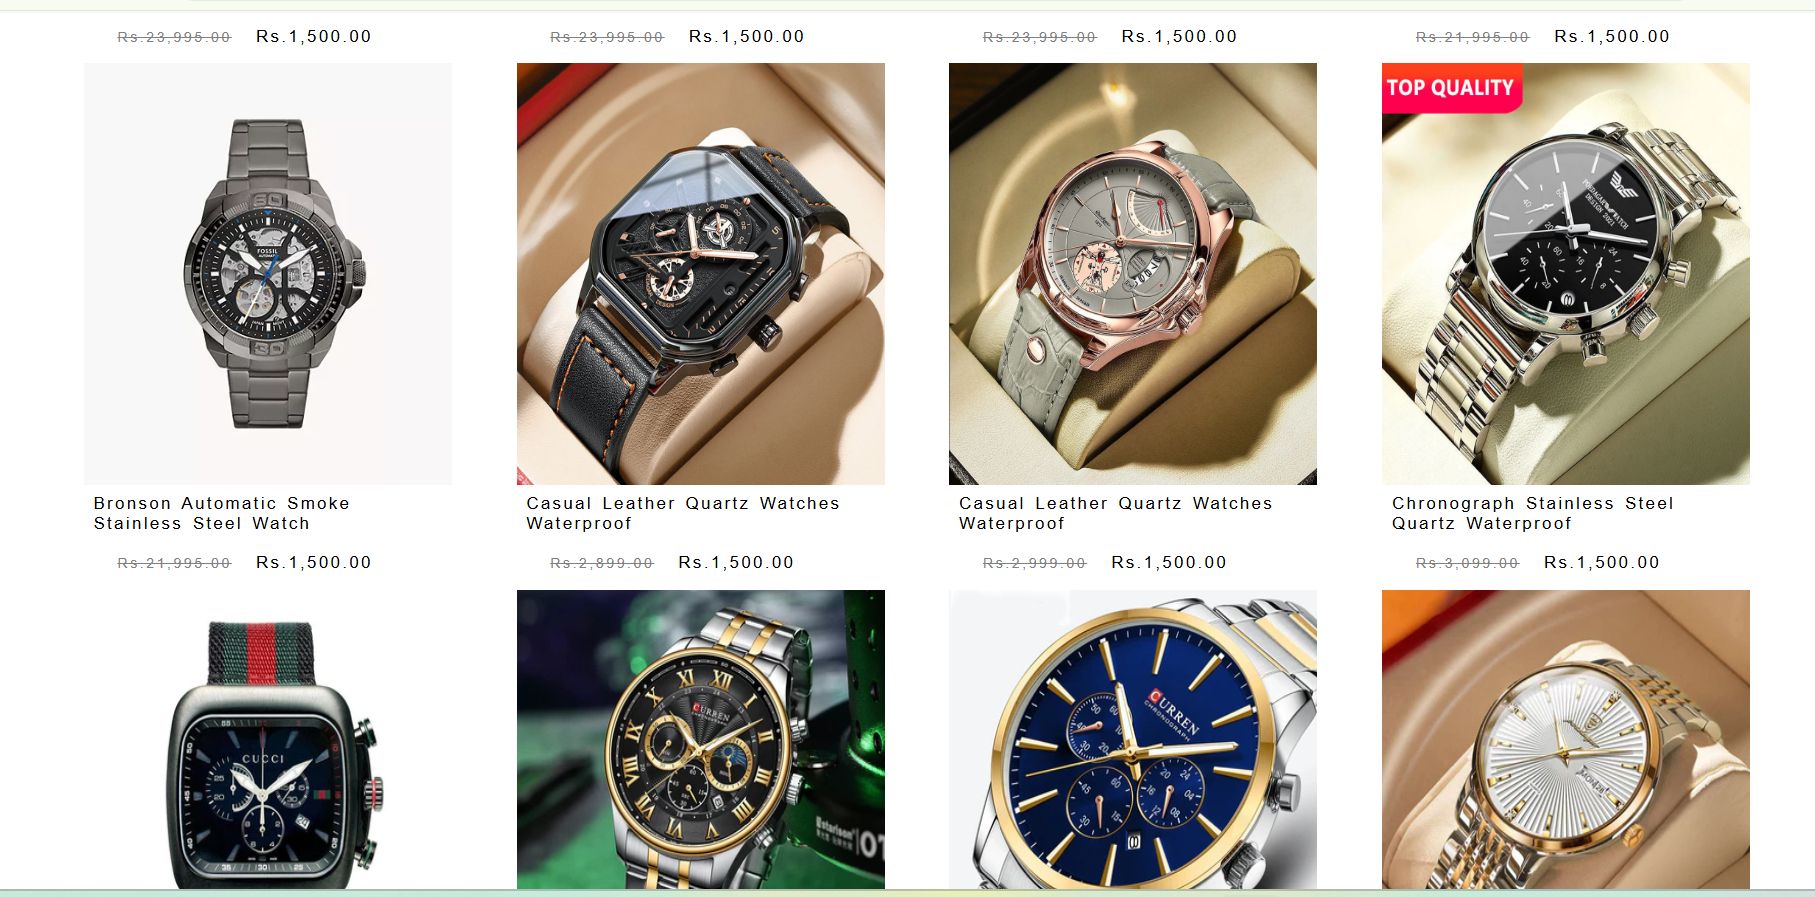 Rs.23,995.00 Rs.1,500.00
Rs.23,995.00 Rs.1,500.00
Rs.23,995.00 Rs.1,500.00
Rs.21,995.00 Rs.1,500.00
FOSSIL
AUTOMATIC
TOP QUALITY
Bronson Automatic Smoke
Stainless Steel Watch
Rs.21,995.00 Rs.1,500.00
Casual Leather Quartz Watches
Waterproof
Rs.2,899.00 Rs.1,500.00
Casual Leather Quartz Watches
Waterproof
Rs.2,999.00 Rs.1,500.00
Chronograph Stainless Steel
Quartz Waterproof
Rs.3,099.00 Rs.1,500.00
GUCCI
CURREN
CHRONOGRAPH
CURREN
CHRONOGRAPH